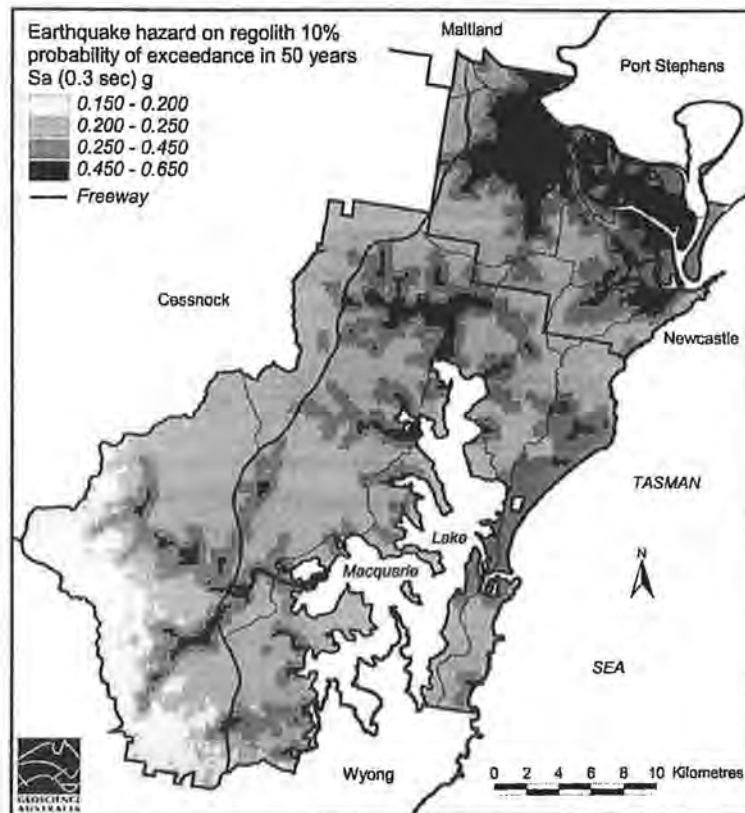 Earthquake hazard on regolith 10%
probability of exceedance in 50 years
Sa (0.3 sec) g
0.150 - 0.200
0.200 - 0.250
0.250 - 0.450
0.450 - 0.650
Freeway
Maitland
Port Stephens
Cessnock
Newcastle
TASMAN
Lake
Macquarie
N
SEA
Wyong
0 2 4 6 8 10 Kilometres
GEOSCIENCE
AUSTRALIA